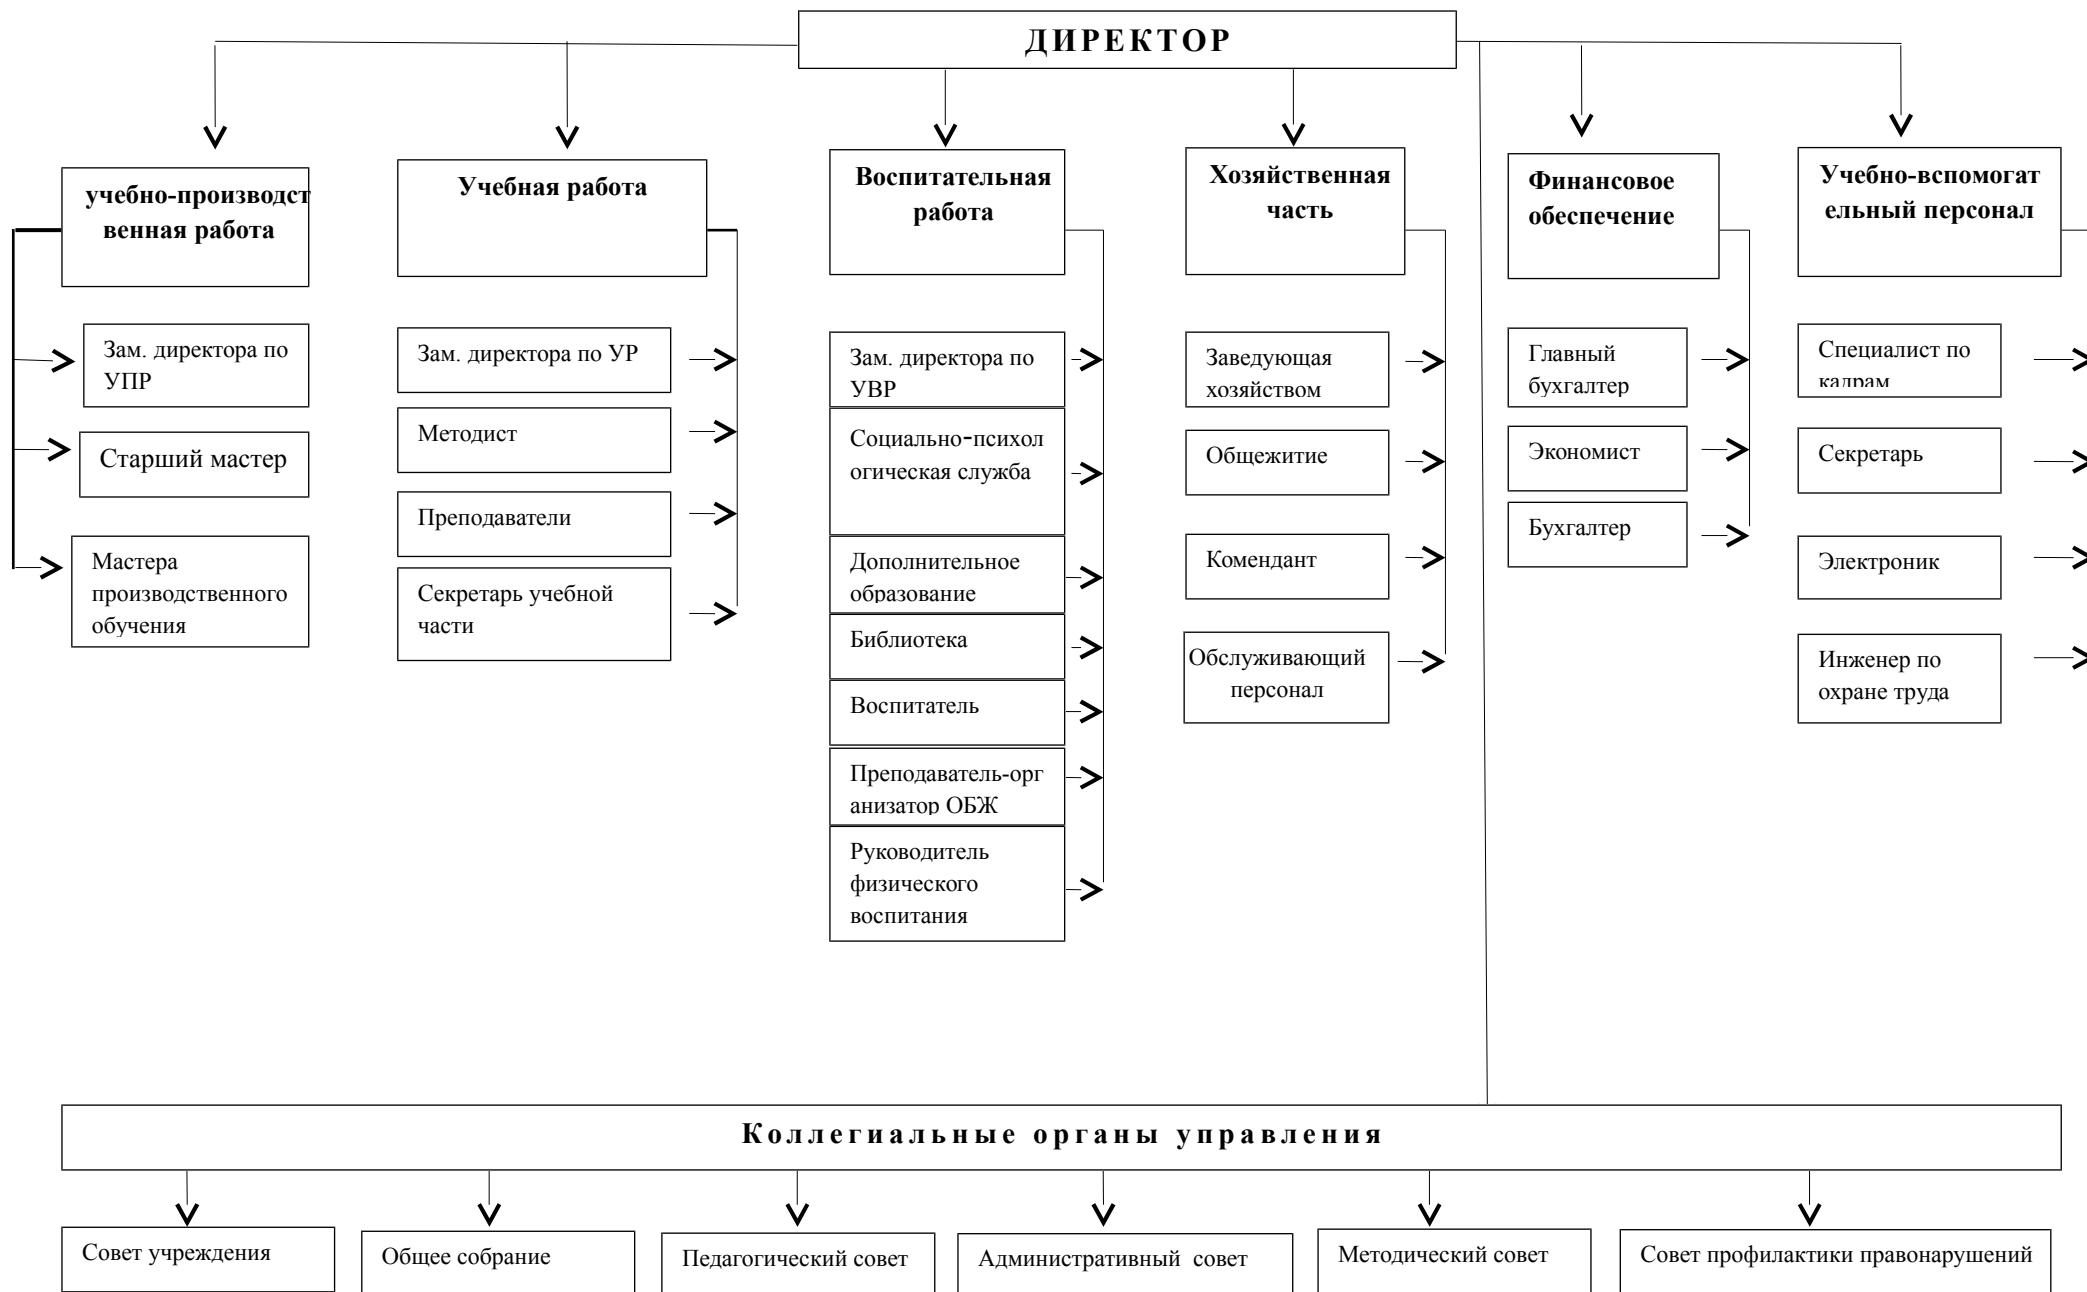 ДИРЕКТОР
учебно-производст
венная работа
Учебная работа
Воспитательная
работа
Хозяйственная
часть
Финансовое
обеспечение
Учебно-вспомогат
ельный персонал
Зам. директора по
УПР
Старший мастер
Мастера
производственного
обучения
Зам. директора по УР
Методист
Преподаватели
Секретарь учебной
части
Зам. директора по
УВР
Социально-психол
огическая служба
Дополнительное
образование
Библиотека
Воспитатель
Преподаватель-орг
анизатор ОБЖ
Руководитель
физического
воспитания
Заведующая
хозяйством
Общежитие
Комендант
Обслуживающий
персонал
Главный
бухгалтер
Экономист
Бухгалтер
Специалист по
кадрам
Секретарь
Электроник
Инженер по
охране труда
Коллегиальные органы управления
Совет учреждения
Общее собрание
Педагогический совет
Административный совет
Методический совет
Совет профилактики правонарушений